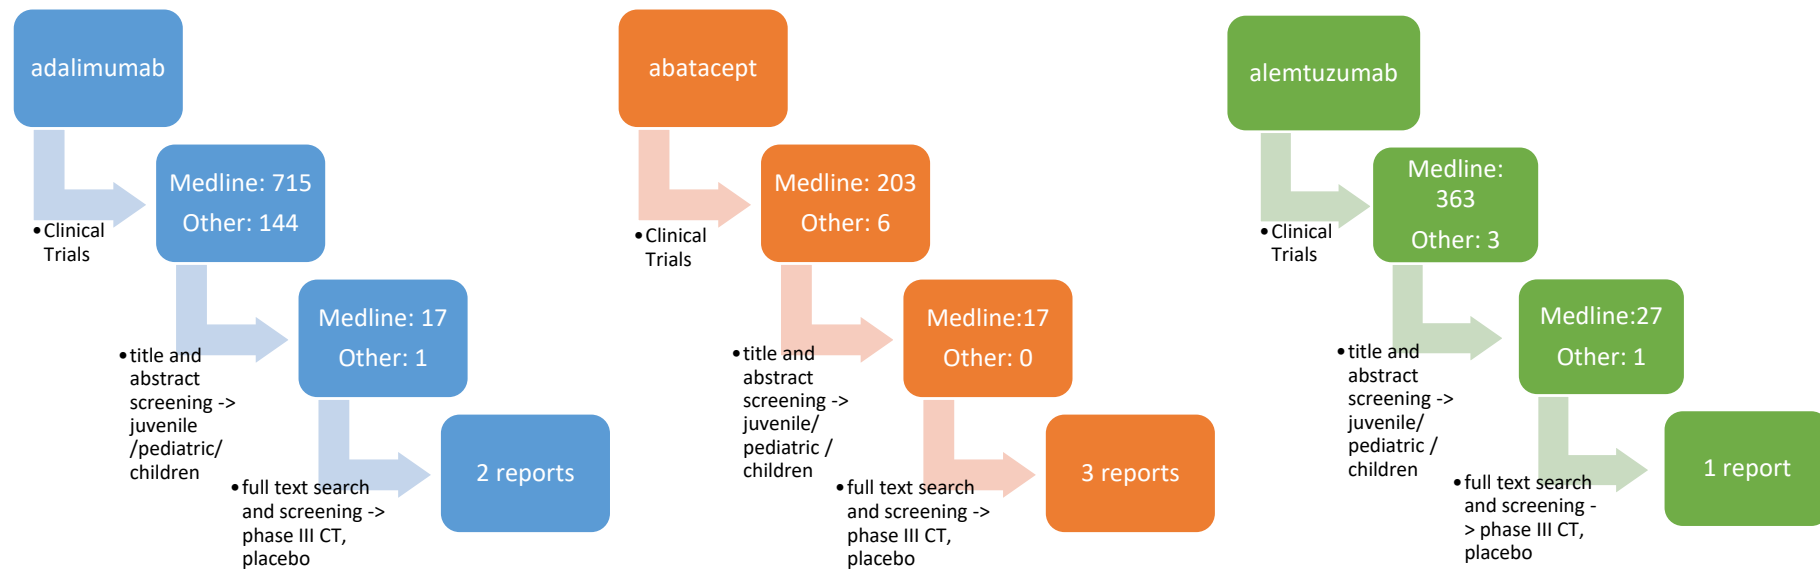 adalimumab
•Clinical
Trials
Medline: 715
Other: 144
•title and
abstract
screening ->
juvenile
/pediatric/
children
Medline: 17
Other: 1
•full text search
and screening ->
phase III CT,
placebo
2 reports
abatacept
•Clinical
Trials
Medline: 203
Other: 6
•title and
abstract
screening ->
juvenile/
pediatric /
children
Medline:17
Other: 0
•full text search
and screening ->
phase III CT,
placebo
3 reports
alemtuzumab
•Clinical
Trials
Medline:
363
Other: 3
•title and
abstract
screening ->
juvenile/
pediatric /
children
Medline:27
Other: 1
•full text search
and screening -
> phase III CT,
placebo
1 report